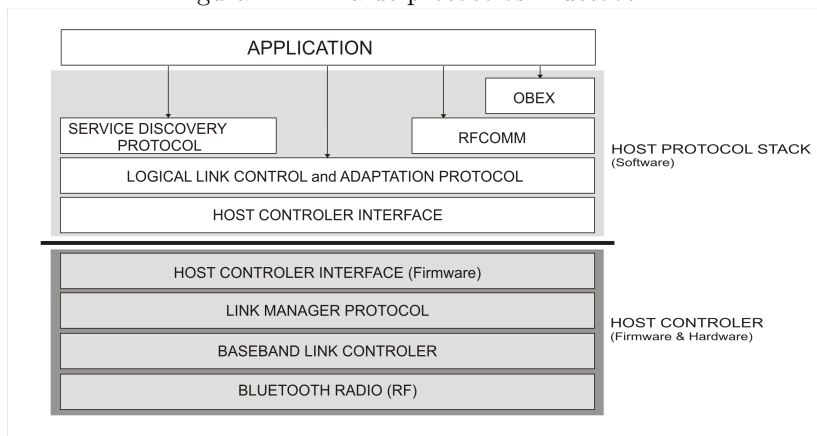 APPLICATION
OBEX
SERVICE DISCOVERY
PROTOCOL
RFCOMM
HOST PROTOCOL STACK
(Software)
LOGICAL LINK CONTROL and ADAPTATION PROTOCOL
HOST CONTROLER INTERFACE
HOST CONTROLER INTERFACE (Firmware)
LINK MANAGER PROTOCOL
HOST CONTROLER
(Firmware & Hardware)
BASEBAND LINK CONTROLER
BLUETOOTH RADIO (RF)